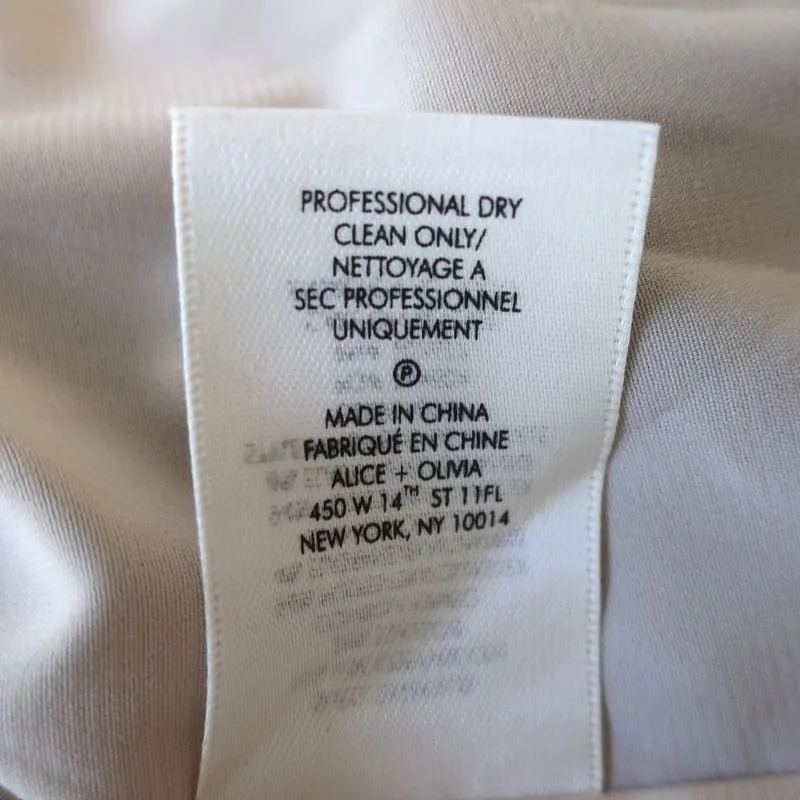 PROFESSIONAL DRY
CLEAN ONLY/
NETTOYAGE A
SEC PROFESSIONNEL
UNIQUEMENT
Ⓟ
MADE IN CHINA
FABRIQUÉ EN CHINE
ALICE + OLIVIA
450 W 14TH ST 11FL
NEW YORK, NY 10014